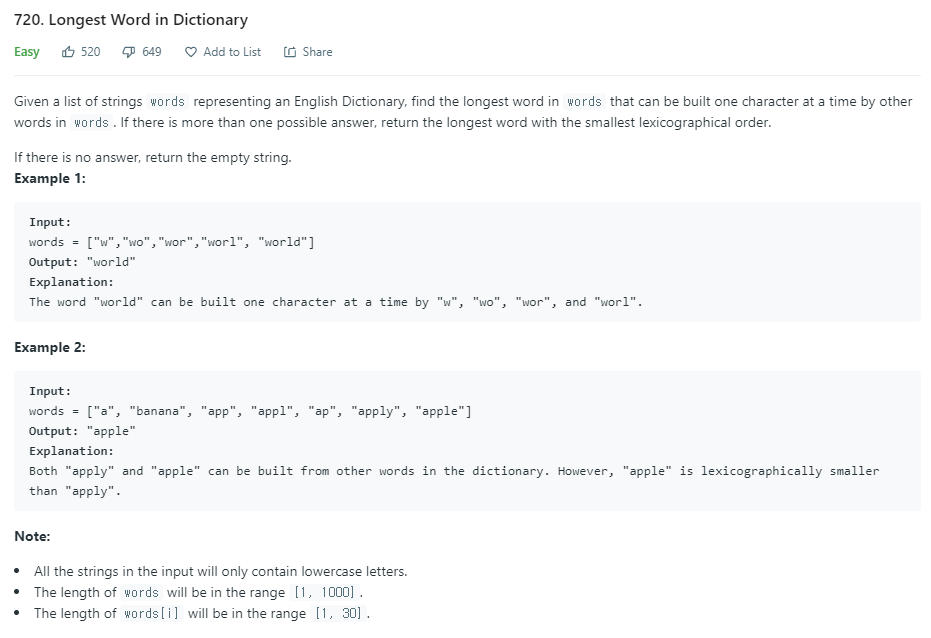 720. Longest Word in Dictionary
Easy 520 649 Add to List Share
Given a list of strings words representing an English Dictionary, find the longest word in words that can be built one character at a time by other
words in words . If there is more than one possible answer, return the longest word with the smallest lexicographical order.
If there is no answer, return the empty string.
Example 1:
Input:
words = ["w","wo","wor","worl", "world"]
Output: "world"
Explanation:
The word "world" can be built one character at a time by "w", "wo", "wor", and "worl".
Example 2:
Input:
words = ["a", "banana", "app", "appl", "ap", "apply", "apple"]
Output: "apple"
Explanation:
Both "apply" and "apple" can be built from other words in the dictionary. However, "apple" is lexicographically smaller
than "apply".
Note:
• All the strings in the input will only contain lowercase letters.
• The length of words will be in the range [1, 1000] .
• The length of words[i] will be in the range [1, 30] .